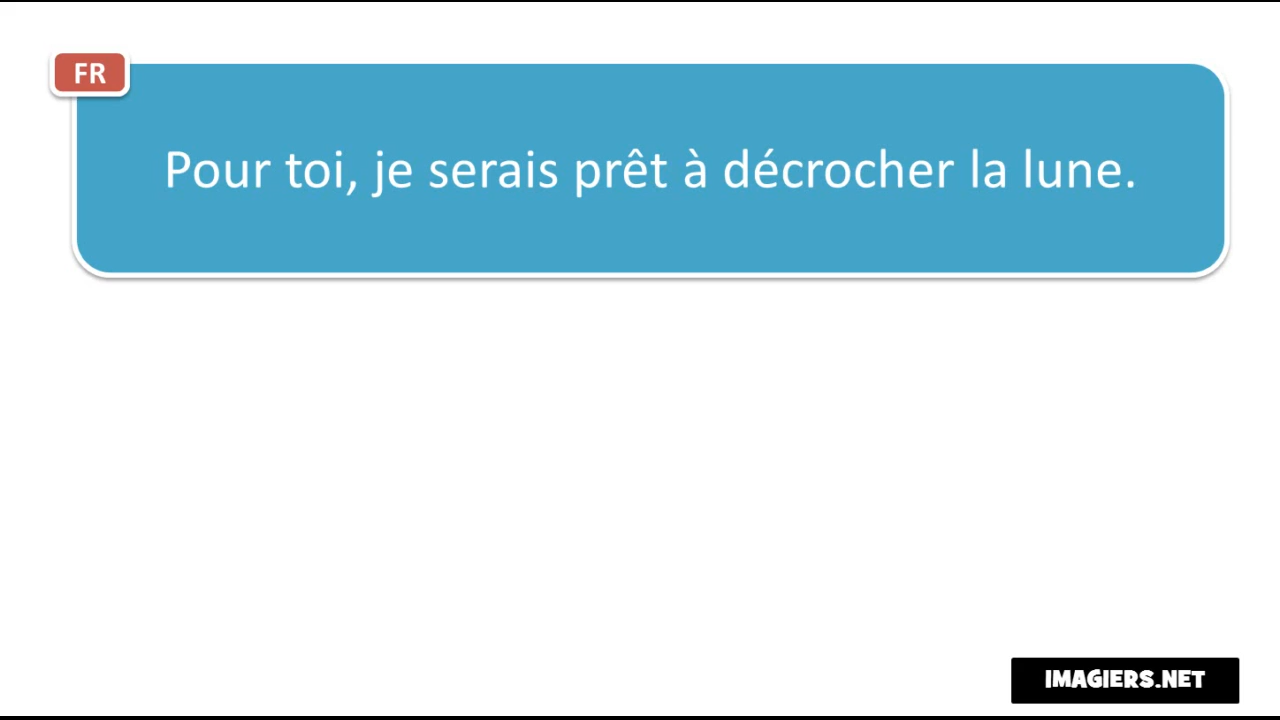 FR
Pour toi, je serais prêt à décrocher la lune.
IMAGIERS.NET